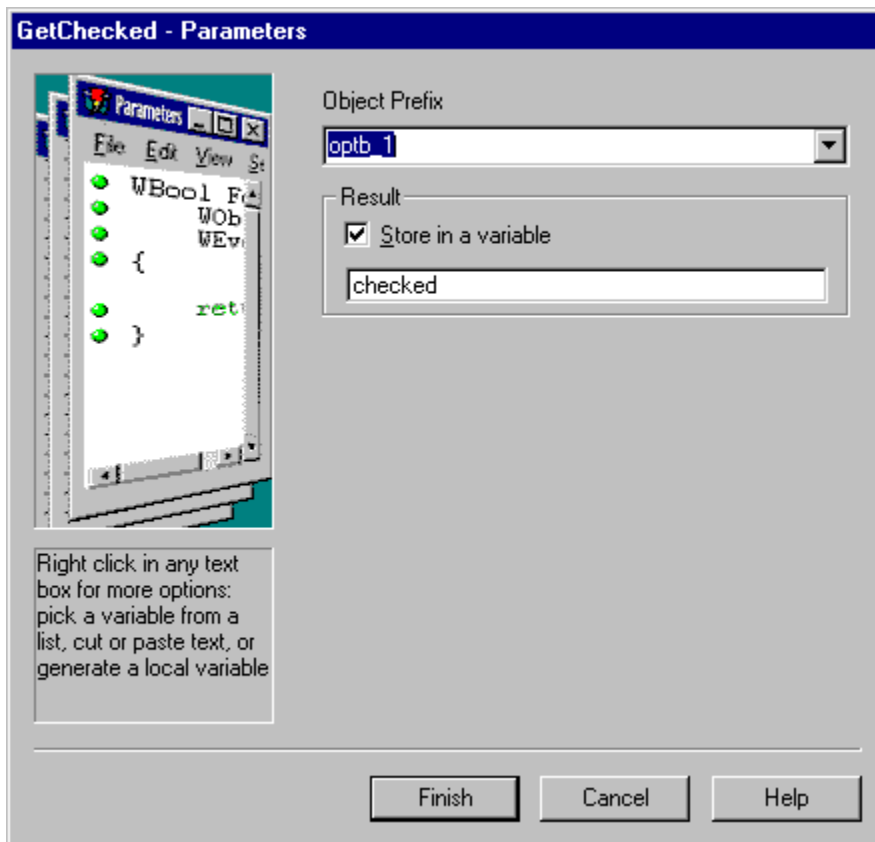 GetChecked - Parameters
Parameters
File Edit View
WBool
{
}
Object Prefix
optb_1
Result
Store in a variable
checked
Right click in any text
box for more options:
pick a variable from a
list, cut or paste text, or
generate a local variable
Finish Cancel Help